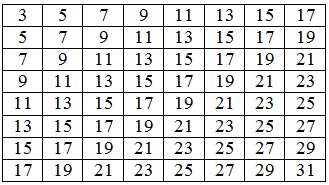 3 5 7 9 11 13 15 17
5 7 9 11 13 15 17 19
7 9 11 13 15 17 19 21
9 11 13 15 17 19 21 23
11 13 15 17 19 21 23 25
13 15 17 19 21 23 25 27
15 17 19 21 23 25 27 29
17 19 21 23 25 27 29 31